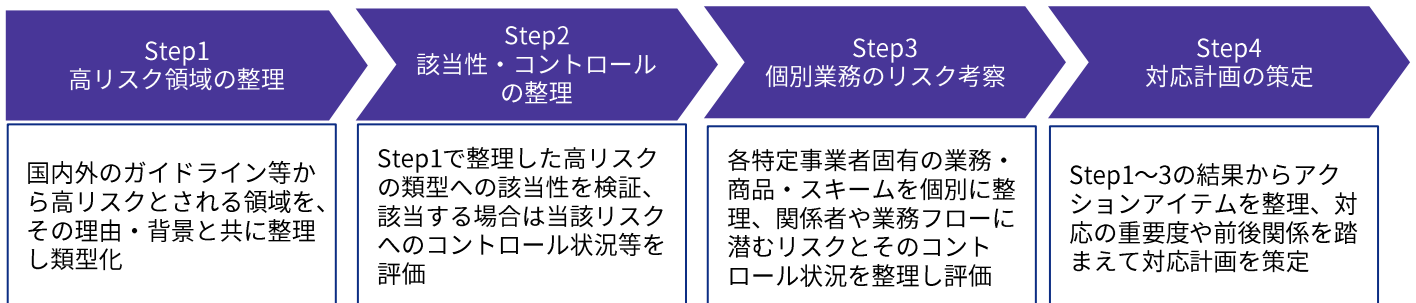 Step1
高リスク領域の整理
Step2
該当性・コントロール
の整理
Step3
個別業務のリスク考察
Step4
対応計画の策定
国内外のガイドライン等か
ら高リスクとされる領域を、
その理由・背景と共に整理
し類型化
Step1で整理した高リスク
の類型への該当性を検証、
該当する場合は当該リスク
へのコントロール状況等を
評価
各特定事業者固有の業務・
商品・スキームを個別に整
理、関係者や業務フローに
潜むリスクとそのコント
ロール状況を整理し評価
Step1~3の結果からアク
ションアイテムを整理、対
応の重要度や前後関係を踏
まえて対応計画を策定